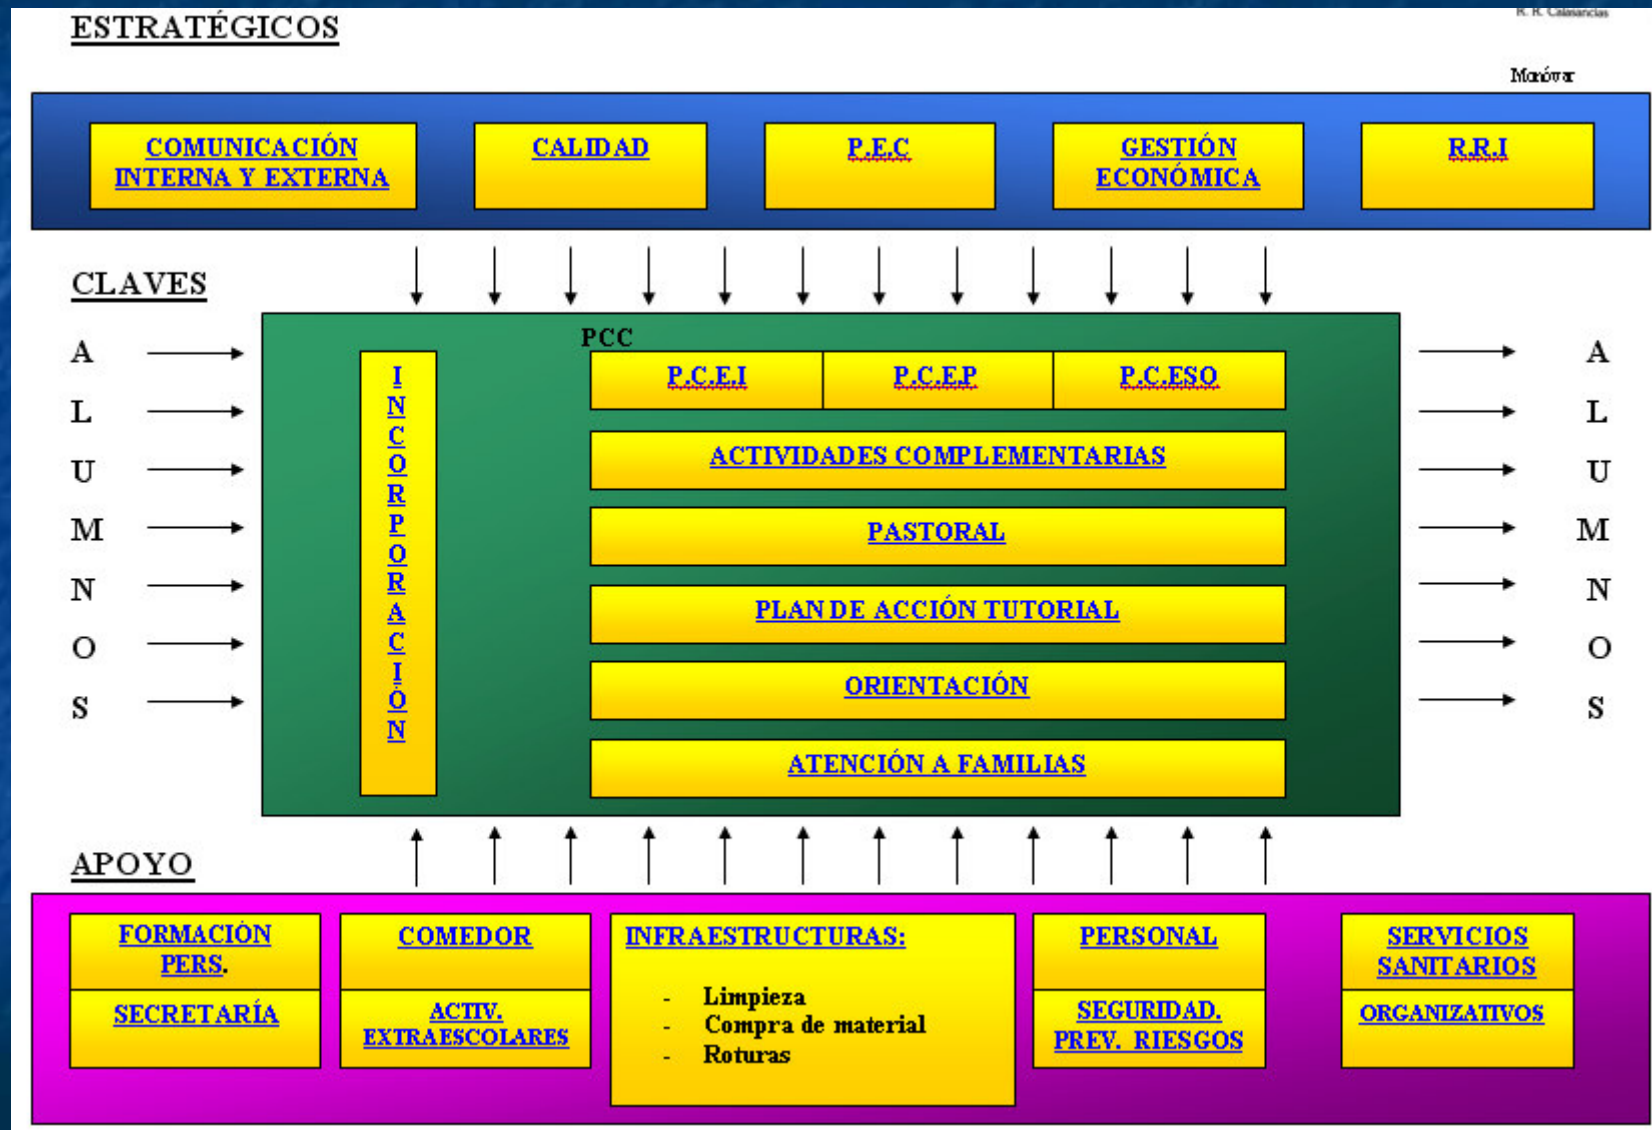 R. R. Calasancias
ESTRATÉGICOS
Monóvar
COMUNICACIÓN
INTERNA Y EXTERNA
CALIDAD
P.E.C
GESTIÓN
ECONÓMICA
R.R.I
CLAVES
A
L
U
M
N
O
S
I
N
C
O
R
P
O
R
A
C
I
Ó
N
PCC
P.C.E.I
P.C.E.P
P.C.ESO
ACTIVIDADES COMPLEMENTARIAS
PASTORAL
PLAN DE ACCIÓN TUTORIAL
ORIENTACIÓN
ATENCIÓN A FAMILIAS
A
L
U
M
N
O
S
APOYO
FORMACIÓN
PERS.
SECRETARÍA
COMEDOR
ACTIV.
EXTRAESCOLARES
INFRAESTRUCTURAS:
- Limpieza
- Compra de material
- Roturas
PERSONAL
SEGURIDAD.
PREV. RIESGOS
SERVICIOS
SANITARIOS
ORGANIZATIVOS